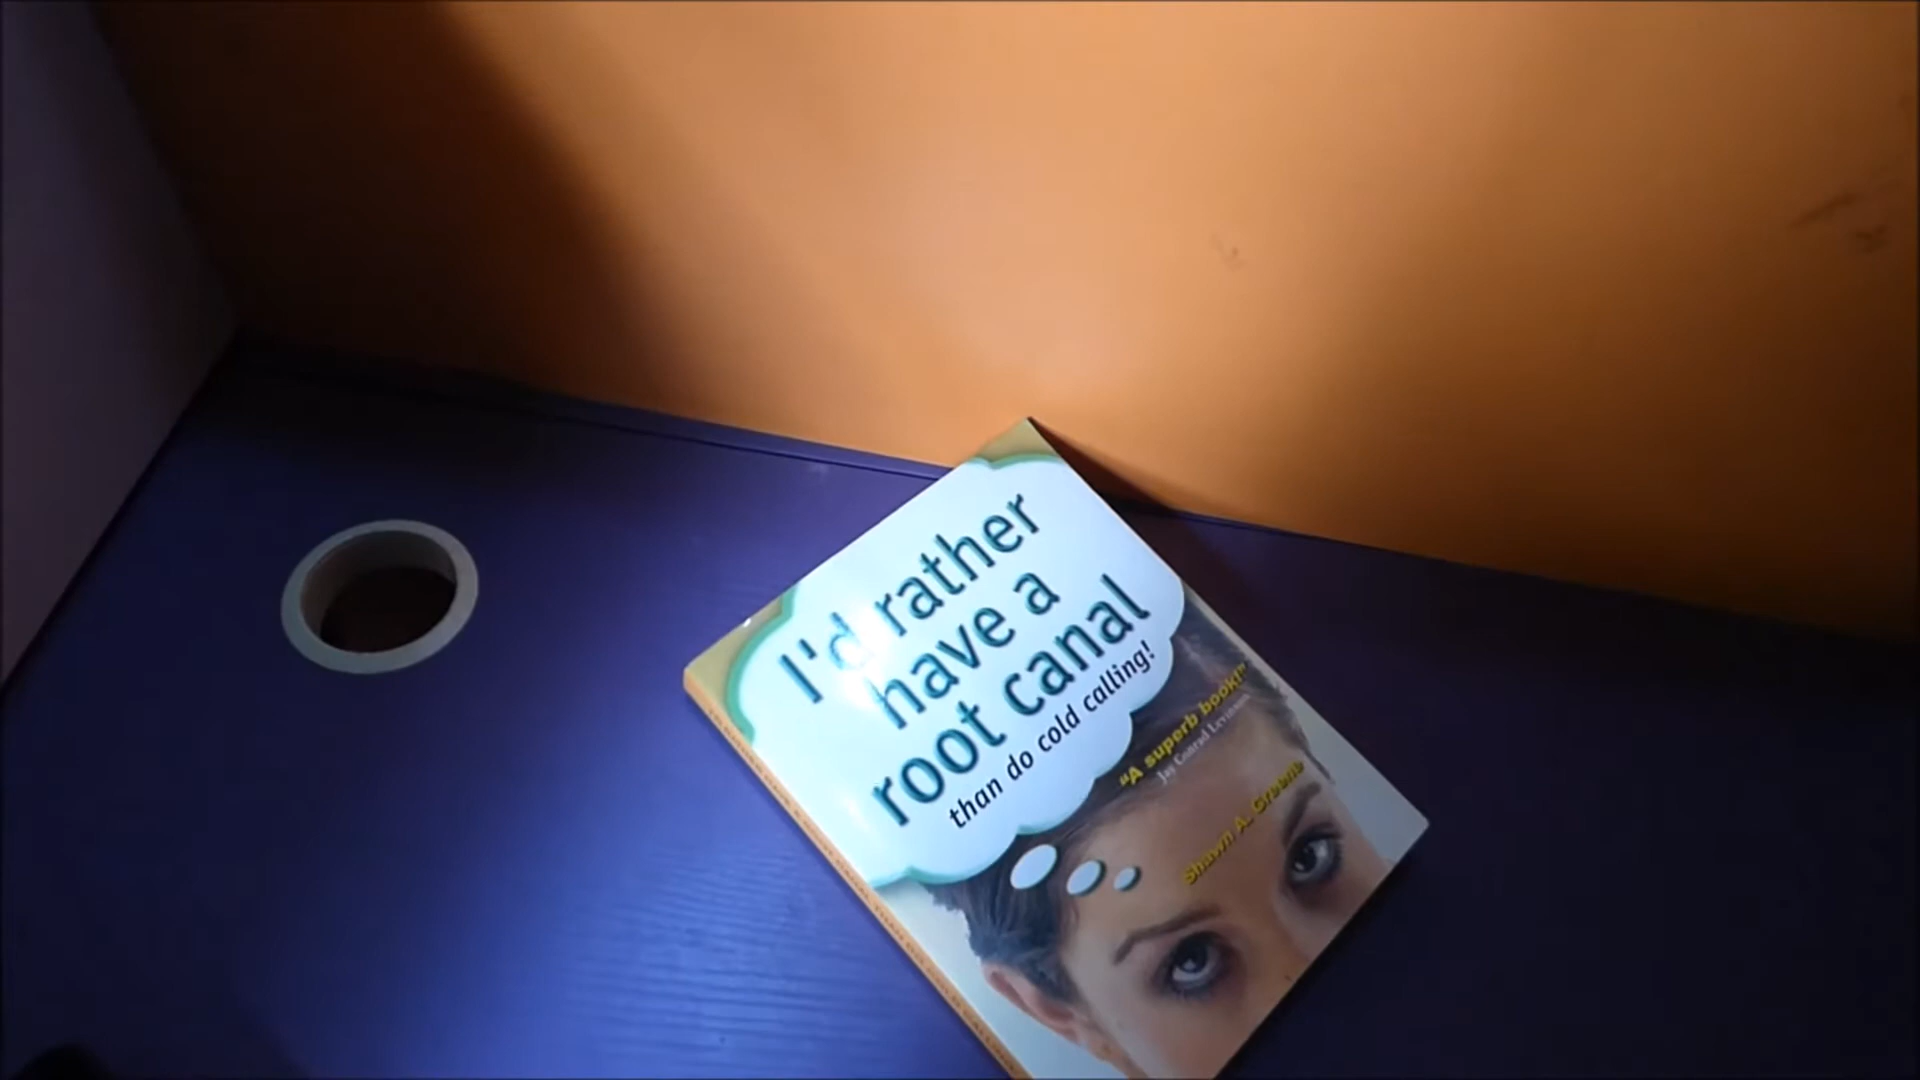 I'd rather
have a
root canal
than do cold calling!
"A superb book!"
Jay Conrad Levinson
Shawn A. Greene